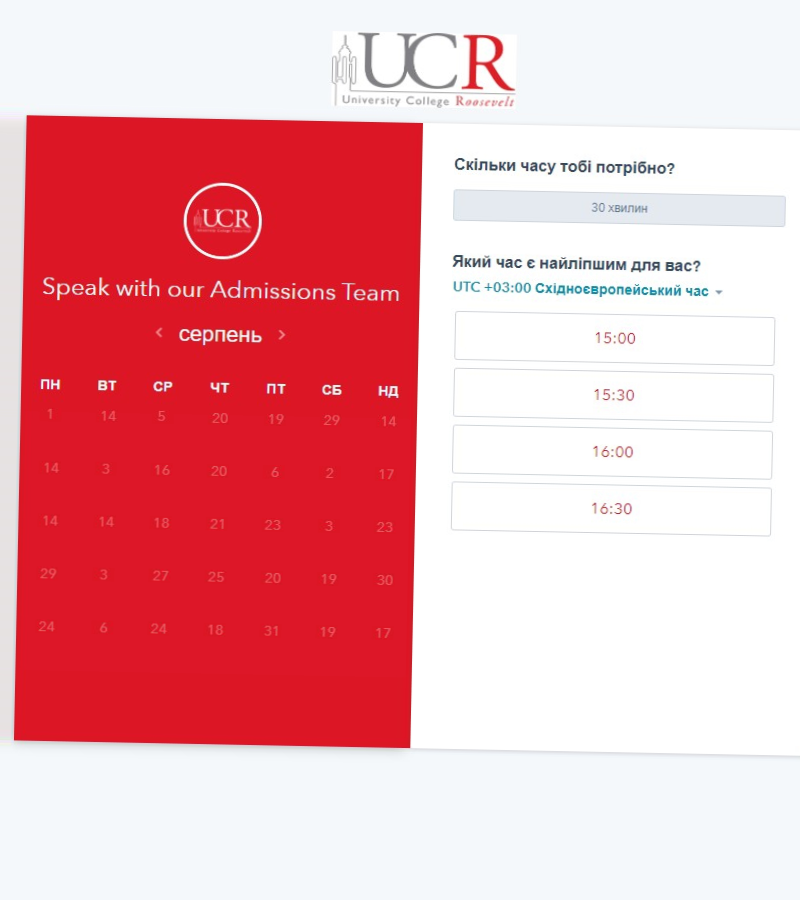 UCR
University College Roosevelt
UCR
Speak with our Admissions Team
серпень
ПН ВТ СР ЧТ ПТ СБ НД
1 14 5 20 19 29 14
14 3 16 20 6 2 17
14 14 18 21 23 3 23
29 3 27 25 20 19 30
24 6 24 18 31 19 17
Скільки часу тобі потрібно?
30 хвилин
Який час є найліпшим для вас?
UTC +03:00 Східноєвропейський час
15:00
15:30
16:00
16:30